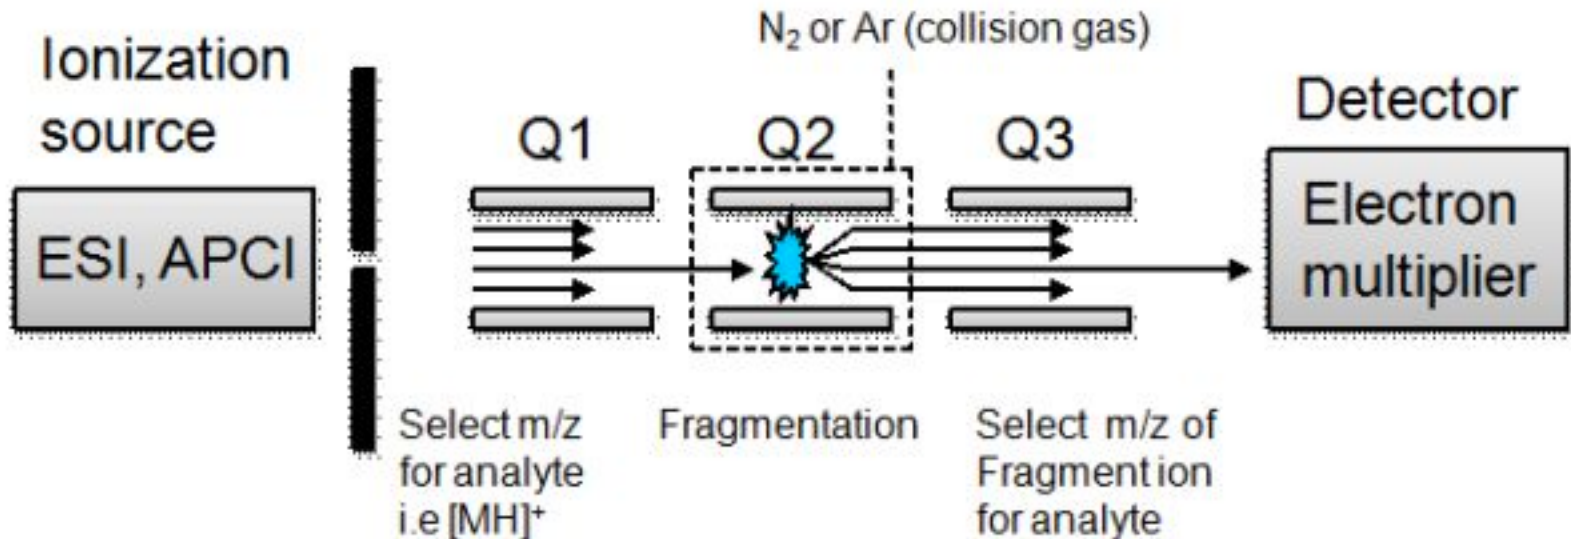 N₂ or Ar (collision gas)
Ionization
source
Detector
Q1
Q2
Q3
ESI, APCI
Electron
multiplier
Select m/z
for analyte
i.e [MH]⁺
Fragmentation
Select m/z of
Fragment ion
for analyte